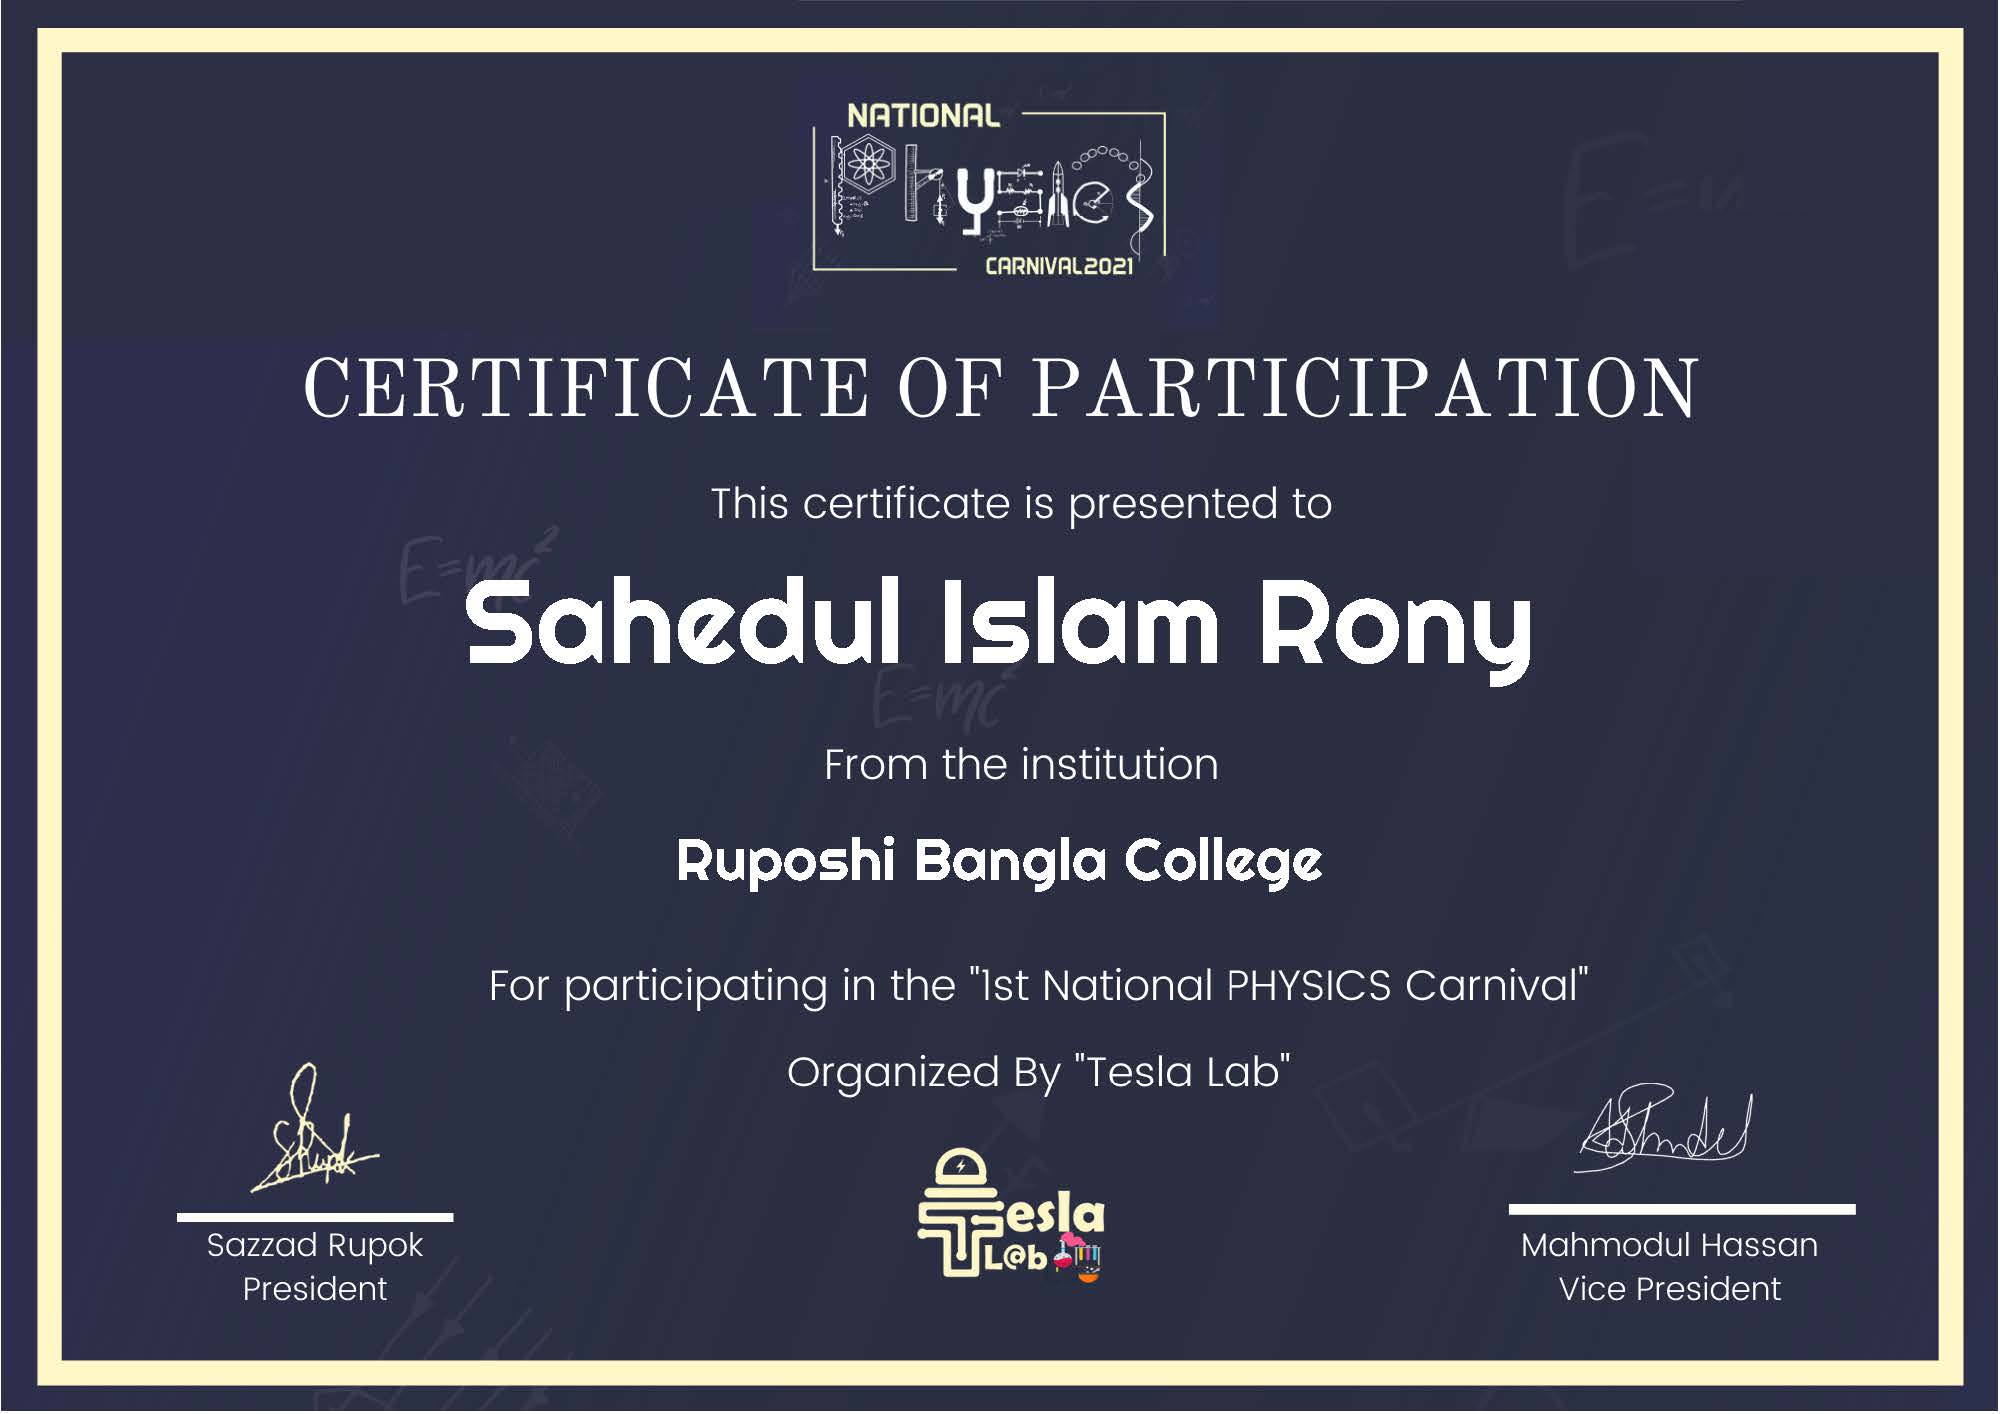 NATIONAL
Physics
CARNIVAL2021
CERTIFICATE OF PARTICIPATION
This certificate is presented to
E=mc²
Sahedul Islam Rony
E=mc²
From the institution
Ruposhi Bangla College
For participating in the "1st National PHYSICS Carnival"
Organized By "Tesla Lab"
Tesla
L@b
Sazzad Rupok
President
Mahmodul Hassan
Vice President